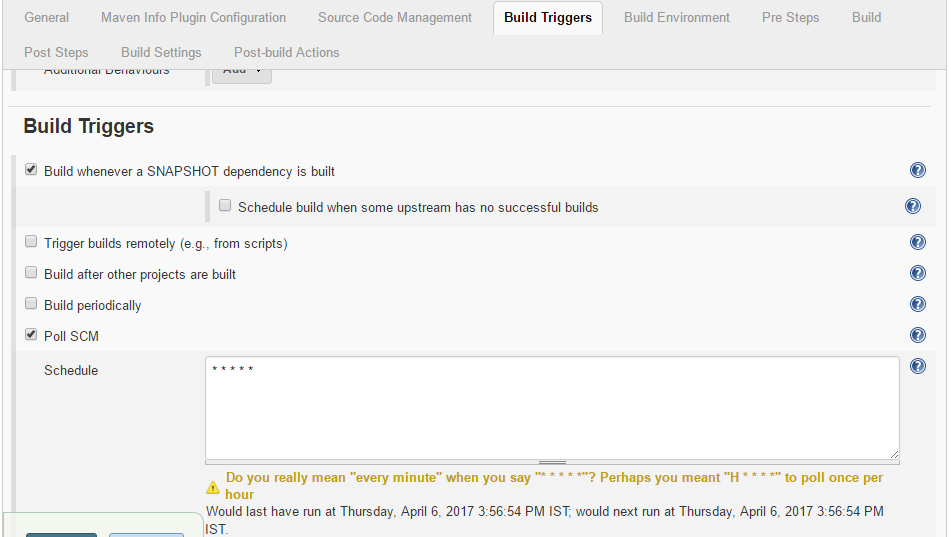 General Maven Info Plugin Configuration Source Code Management Build Triggers Build Environment Pre Steps Build
Post Steps Build Settings Post-build Actions
Additional Behaviours Add
Build Triggers
Build whenever a SNAPSHOT dependency is built
Schedule build when some upstream has no successful builds
Trigger builds remotely (e.g., from scripts)
Build after other projects are built
Build periodically
Poll SCM
Schedule * * * * *
Do you really mean "every minute" when you say "* * * * *"? Perhaps you meant "H * * * *" to poll once per
hour
Would last have run at Thursday, April 6, 2017 3:56:54 PM IST; would next run at Thursday, April 6, 2017 3:56:54 PM
IST.